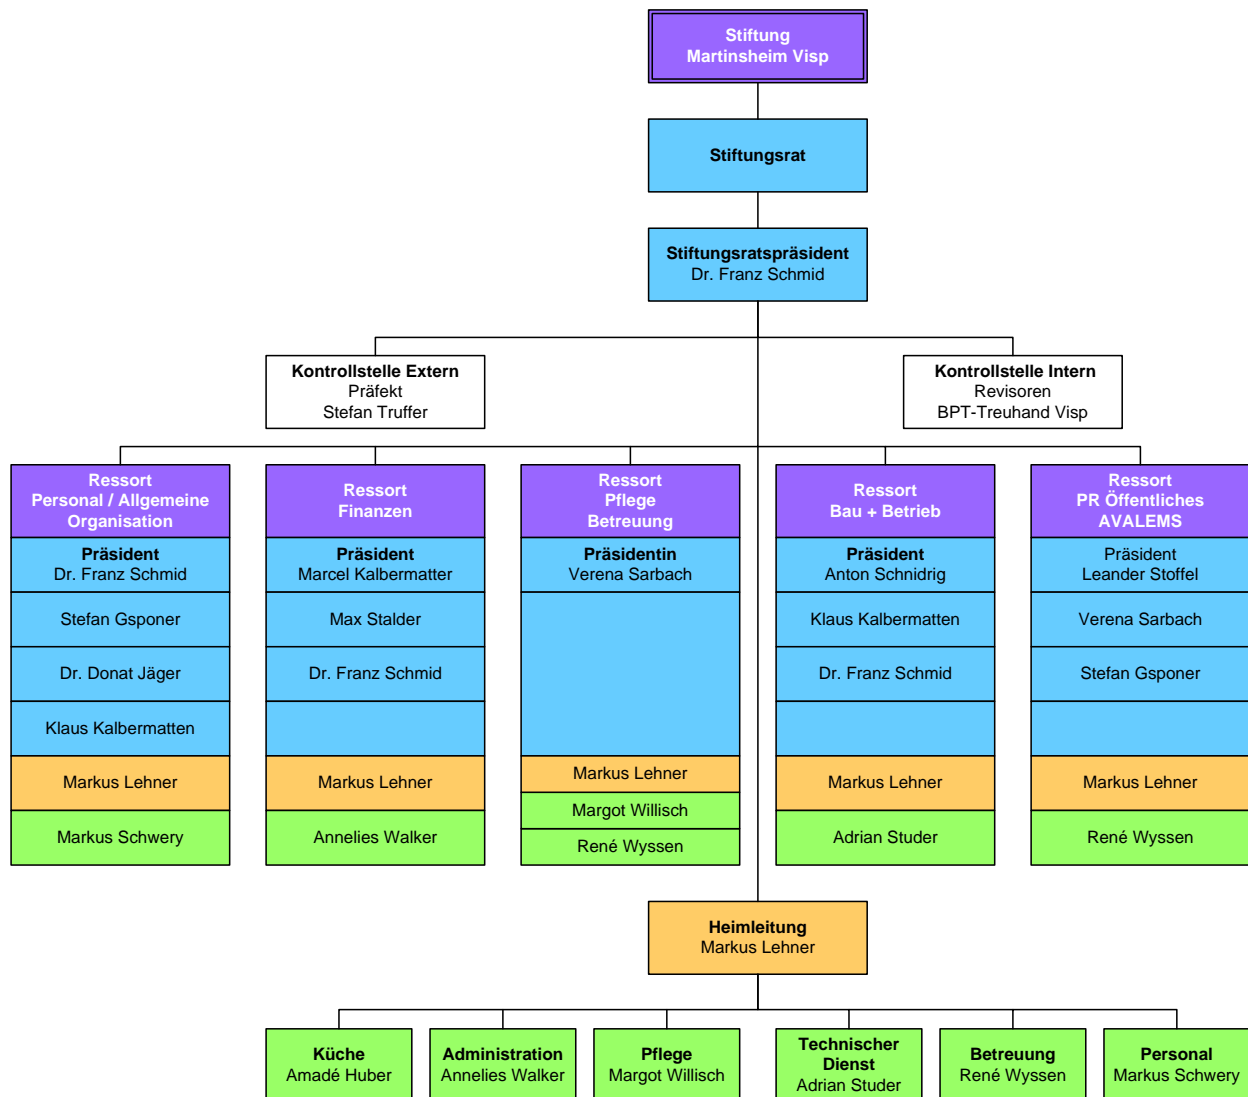 Stiftung
Martinsheim Visp
Stiftungsrat
Stiftungsratspräsident
Dr. Franz Schmid
Kontrollstelle Extern
Präfekt
Stefan Truffer
Kontrollstelle Intern
Revisoren
BPT-Treuhand Visp
Ressort
Personal / Allgemeine
Organisation
Präsident
Dr. Franz Schmid
Stefan Gsponer
Dr. Donat Jäger
Klaus Kalbermatten
Markus Lehner
Markus Schwery
Ressort
Finanzen
Präsident
Marcel Kalbermatter
Max Stalder
Dr. Franz Schmid
Markus Lehner
Annelies Walker
Ressort
Pflege
Betreuung
Präsidentin
Verena Sarbach
Markus Lehner
Margot Willisch
René Wyssen
Ressort
Bau + Betrieb
Präsident
Anton Schnidrig
Klaus Kalbermatten
Dr. Franz Schmid
Markus Lehner
Adrian Studer
Ressort
PR Öffentliches
AVALEMS
Präsident
Leander Stoffel
Verena Sarbach
Stefan Gsponer
Markus Lehner
René Wyssen
Heimleitung
Markus Lehner
Küche
Amadé Huber
Administration
Annelies Walker
Pflege
Margot Willisch
Technischer
Dienst
Adrian Studer
Betreuung
René Wyssen
Personal
Markus Schwery